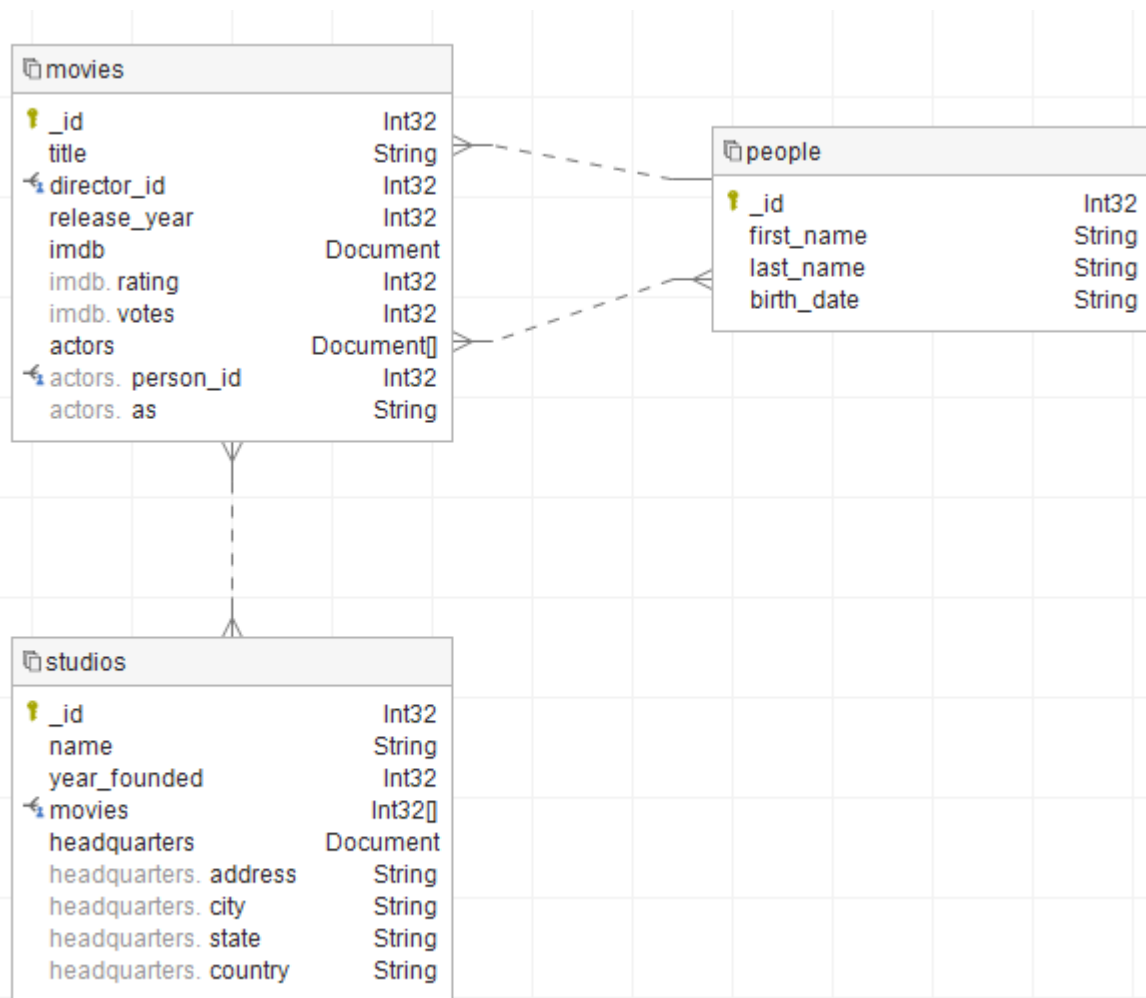 movies
_id Int32
title String
director_id Int32
release_year Int32
imdb Document
imdb. rating Int32
imdb. votes Int32
actors Document[]
actors. person_id Int32
actors. as String
people
_id Int32
first_name String
last_name String
birth_date String
studios
_id Int32
name String
year_founded Int32
movies Int32[]
headquarters Document
headquarters. address String
headquarters. city String
headquarters. state String
headquarters. country String